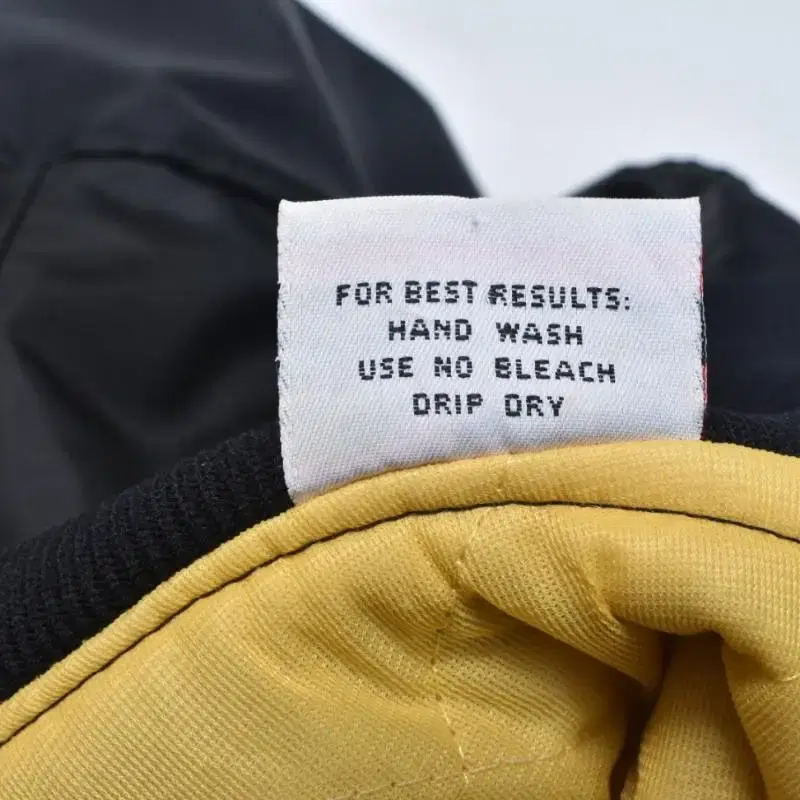 FOR BEST RESULTS:
HAND WASH
USE NO BLEACH
DRIP DRY